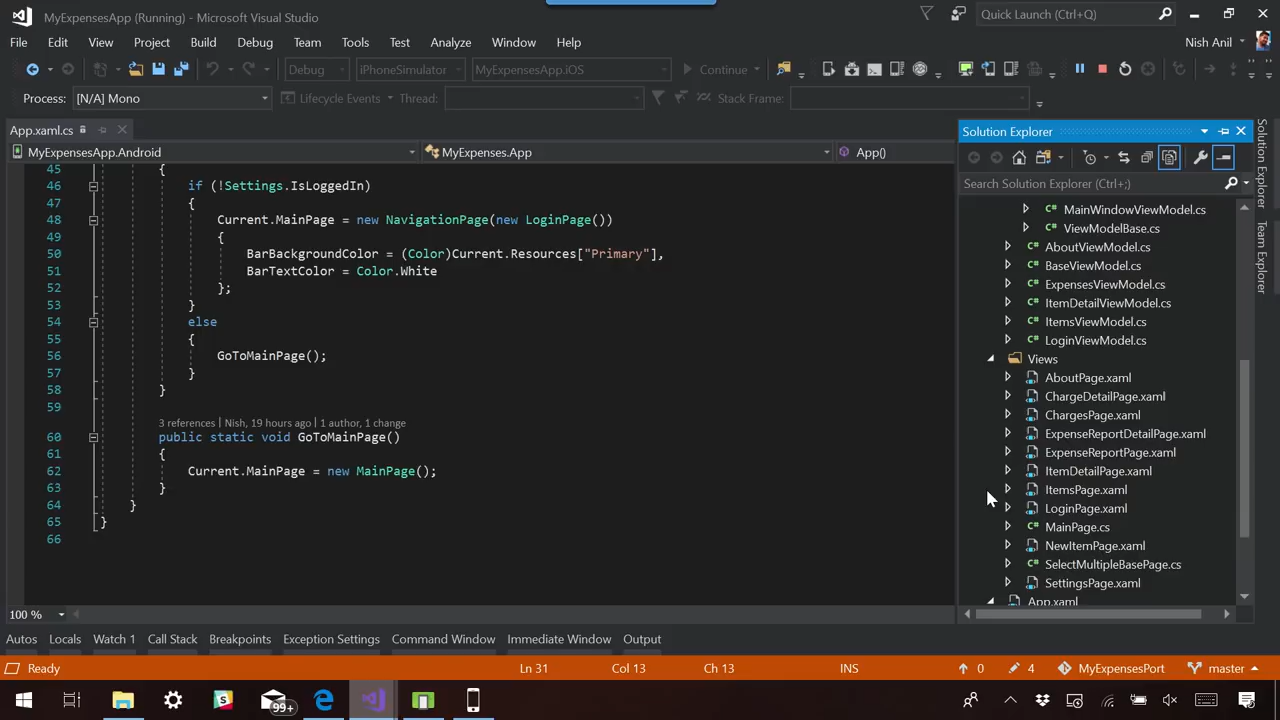 MyExpensesApp (Running) - Microsoft Visual Studio
Quick Launch (Ctrl+Q)
File Edit View Project Build Debug Team Tools Test Analyze Window Help
Nish Anil
Debug iPhoneSimulator MyExpensesApp.iOS Continue
Process: [N/A] Mono Lifecycle Events Thread: Stack Frame:
App.xaml.cs
MyExpensesApp.Android MyExpenses.App App()
45 {
46 if (!Settings.IsLoggedIn)
47 {
48 Current.MainPage = new NavigationPage(new LoginPage())
49 {
50 BarBackgroundColor = (Color)Current.Resources["Primary"],
51 BarTextColor = Color.White
52 };
53 }
54 else
55 {
56 GoToMainPage();
57 }
58 }
59
3 references | Nish, 19 hours ago | 1 author, 1 change
60 public static void GoToMainPage()
61 {
62 Current.MainPage = new MainPage();
63 }
64 }
65 }
66
100 %
Solution Explorer
Search Solution Explorer (Ctrl+;)
C# MainWindowViewModel.cs
C# ViewModelBase.cs
C# AboutViewModel.cs
C# BaseViewModel.cs
C# ExpensesViewModel.cs
C# ItemDetailViewModel.cs
C# ItemsViewModel.cs
C# LoginViewModel.cs
Views
AboutPage.xaml
ChargeDetailPage.xaml
ChargesPage.xaml
ExpenseReportDetailPage.xaml
ExpenseReportPage.xaml
ItemDetailPage.xaml
ItemsPage.xaml
LoginPage.xaml
C# MainPage.cs
NewItemPage.xaml
C# SelectMultipleBasePage.cs
SettingsPage.xaml
App.xaml
Solution Explorer
Team Explorer
Autos Locals Watch 1 Call Stack Breakpoints Exception Settings Command Window Immediate Window Output
Ready Ln 31 Col 13 Ch 13 INS 0 4 MyExpensesPort master
99+